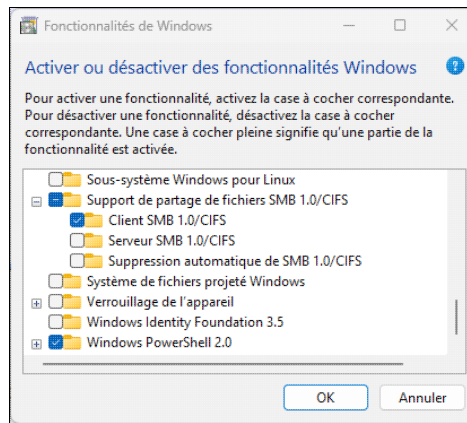 Fonctionnalités de Windows
Activer ou désactiver des fonctionnalités Windows
?
Pour activer une fonctionnalité, activez la case à cocher correspondante.
Pour désactiver une fonctionnalité, désactivez la case à cocher
correspondante. Une case à cocher pleine signifie qu'une partie de la
fonctionnalité est activée.
Sous-système Windows pour Linux
Support de partage de fichiers SMB 1.0/CIFS
Client SMB 1.0/CIFS
Serveur SMB 1.0/CIFS
Suppression automatique de SMB 1.0/CIFS
Système de fichiers projeté Windows
Verrouillage de l'appareil
Windows Identity Foundation 3.5
Windows PowerShell 2.0
OK
Annuler